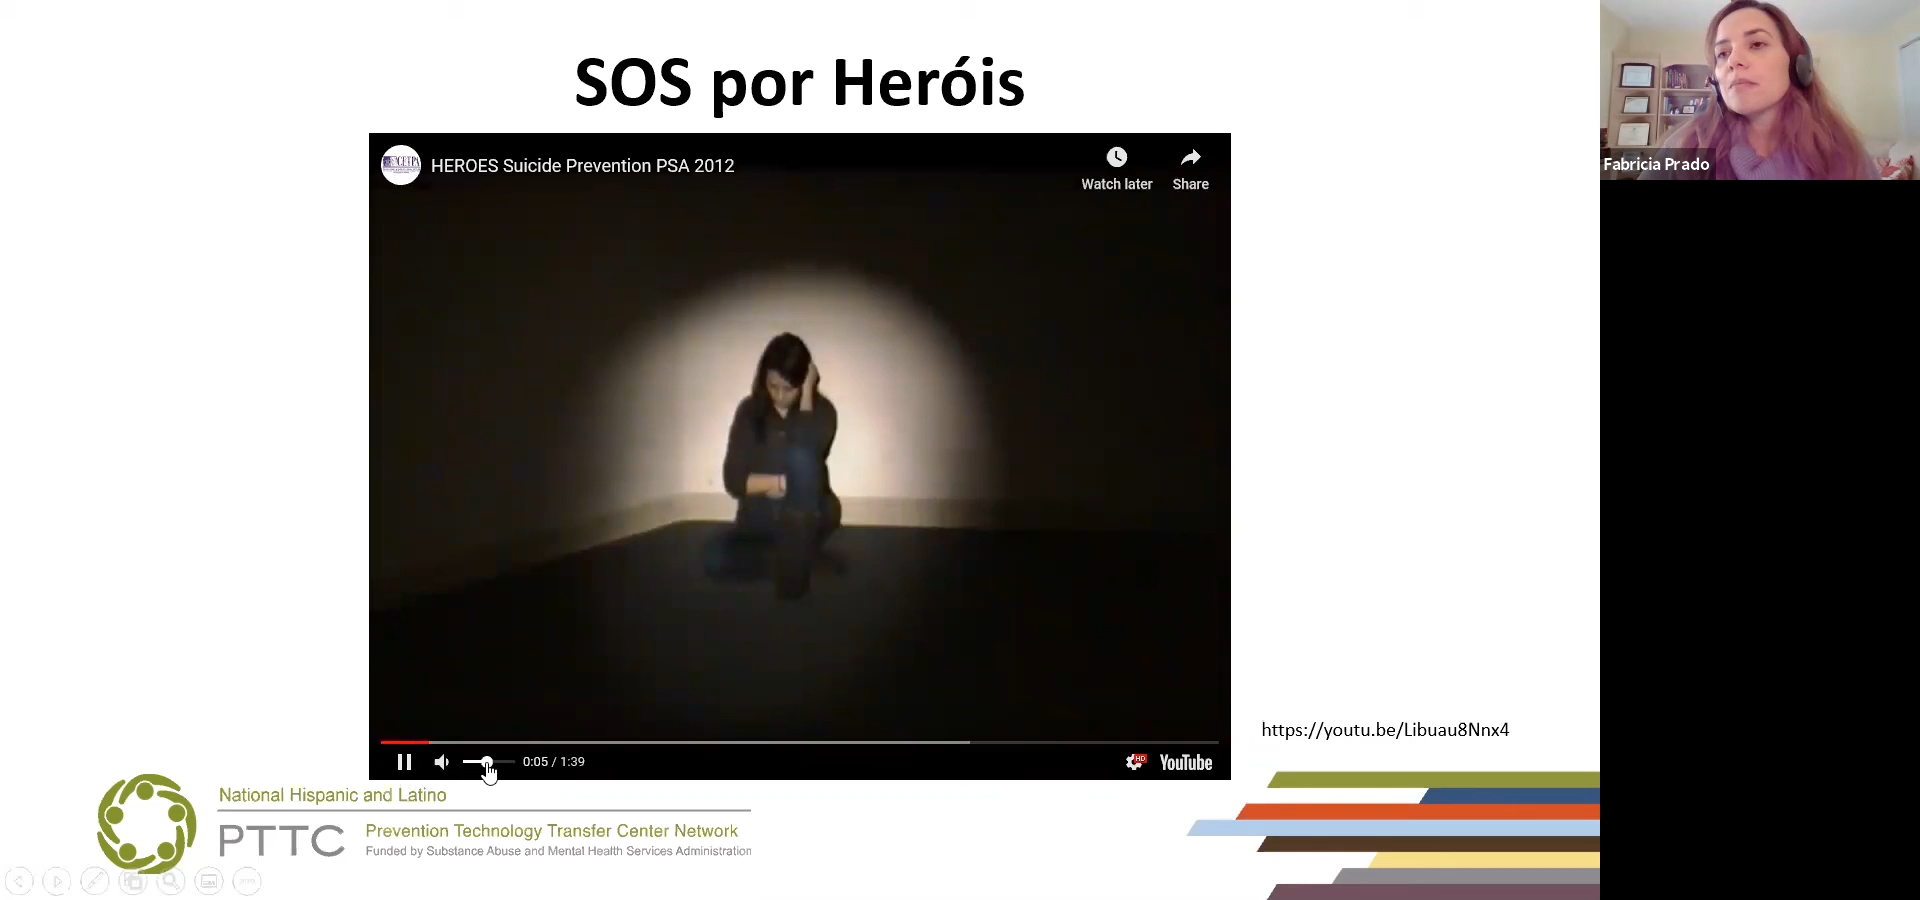 SOS por Heróis
HEROES Suicide Prevention PSA 2012
Watch later
Share
Fabricia Prado
https://youtu.be/Libuau8Nnx4
0:05 / 1:39
HD
YouTube
National Hispanic and Latino
PTTC
Prevention Technology Transfer Center Network
Funded by Substance Abuse and Mental Health Services Administration